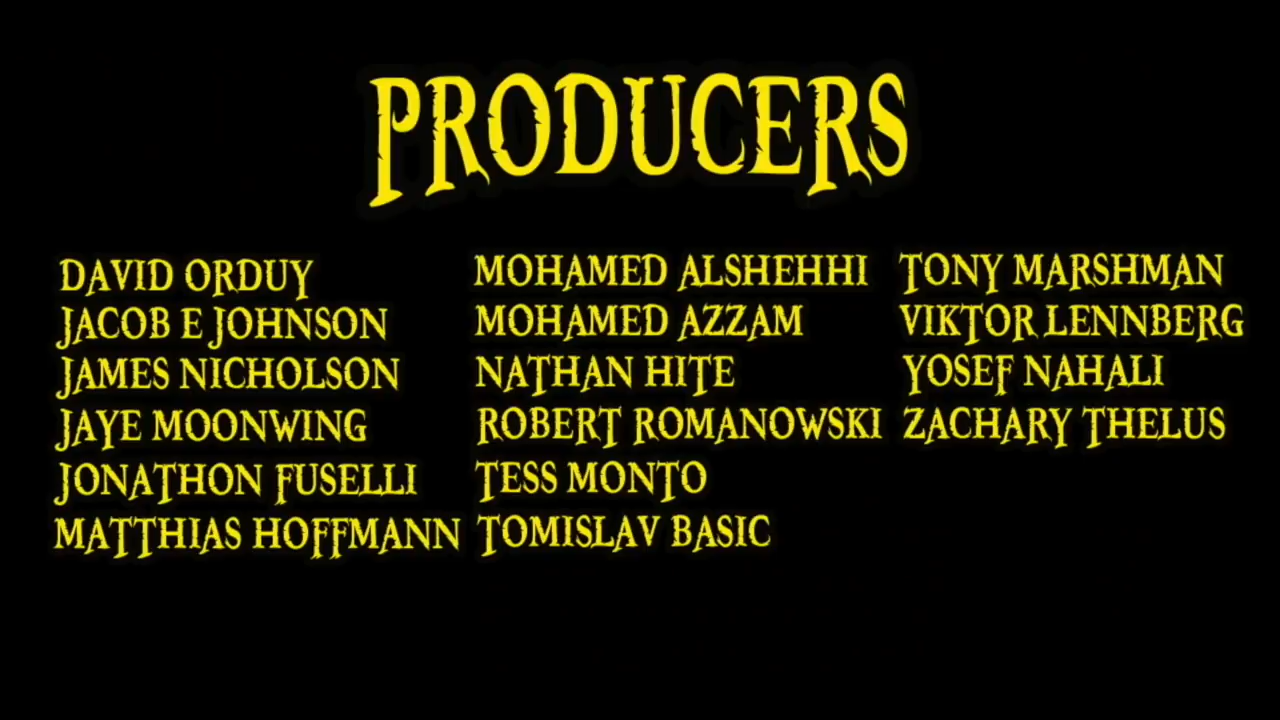 PRODUCERS
DAVID ORDUY
JACOB E JOHNSON
JAMES NICHOLSON
JAYE MOONWING
JONATHON FUSELLI
MATTHIAS HOFFMANN
MOHAMED ALSHEHHI
MOHAMED AZZAM
NATHAN HITE
ROBERT ROMANOWSKI
TESS MONTO
TOMISLAV BASIC
TONY MARSHMAN
VIKTOR LENNBERG
YOSEF NAHALI
ZACHARY THELUS